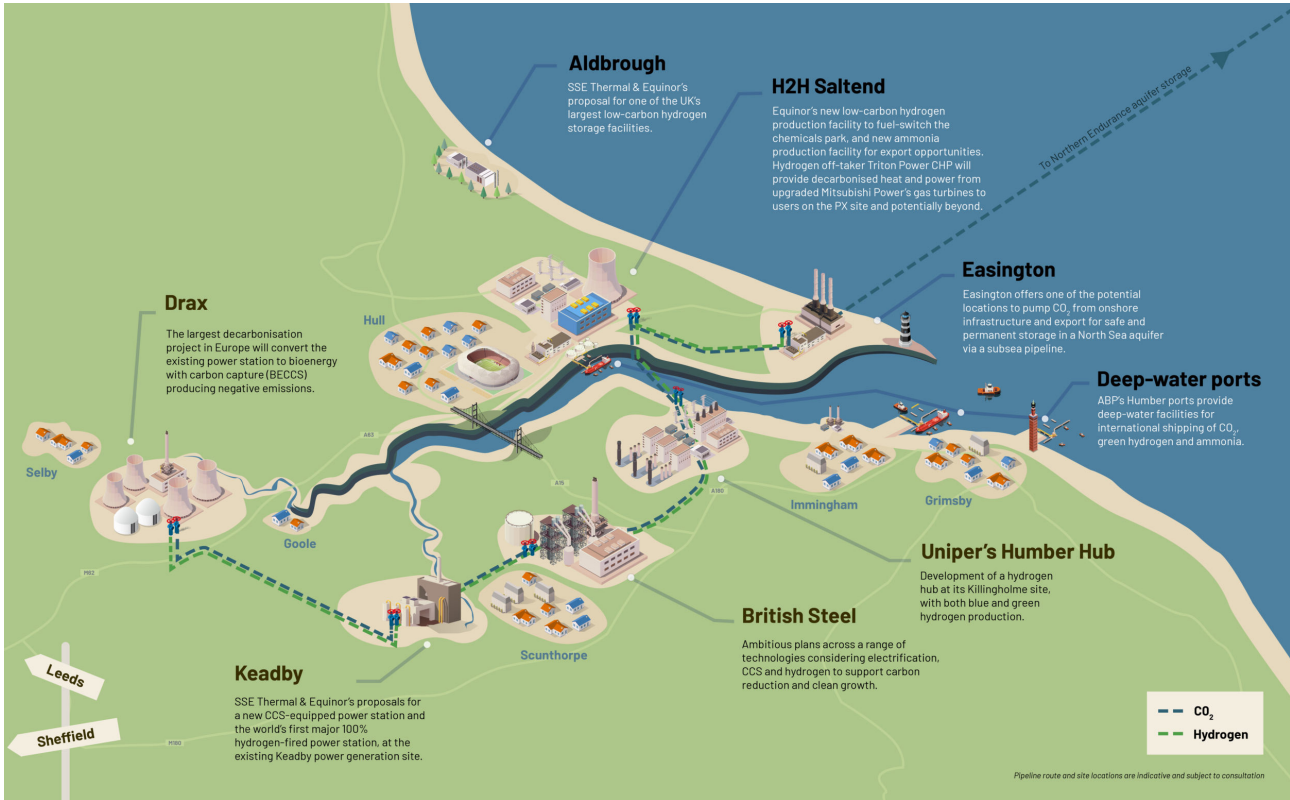 Aldbrough
SSE Thermal & Equinor's
proposal for one of the UK's
largest low-carbon hydrogen
storage facilities.
H2H Saltend
Equinor's new low-carbon hydrogen
production facility to fuel-switch the
chemicals park, and new ammonia
production facility for export opportunities.
Hydrogen off-taker Triton Power CHP will
provide decarbonised heat and power from
upgraded Mitsubishi Power's gas turbines to
users on the PX site and potentially beyond.
To Northern Endurance aquifer storage
Easington
Easington offers one of the potential
locations to pump CO₂ from onshore
infrastructure and export for safe and
permanent storage in a North Sea aquifer
via a subsea pipeline.
Drax
The largest decarbonisation
project in Europe will convert the
existing power station to bioenergy
with carbon capture (BECCS)
producing negative emissions.
Hull
Deep-water ports
ABP's Humber ports provide
deep-water facilities for
international shipping of CO₂,
green hydrogen and ammonia.
A63
Selby
A15
A180
Immingham
Grimsby
Goole
M62
Uniper's Humber Hub
Development of a hydrogen
hub at its Killingholme site,
with both blue and green
hydrogen production.
British Steel
Ambitious plans across a range of
technologies considering electrification,
CCS and hydrogen to support carbon
reduction and clean growth.
Scunthorpe
Keadby
SSE Thermal & Equinor's proposals for
a new CCS-equipped power station and
the world's first major 100%
hydrogen-fired power station, at the
existing Keadby power generation site.
Leeds
Sheffield
M180
CO₂
Hydrogen
Pipeline route and site locations are indicative and subject to consultation